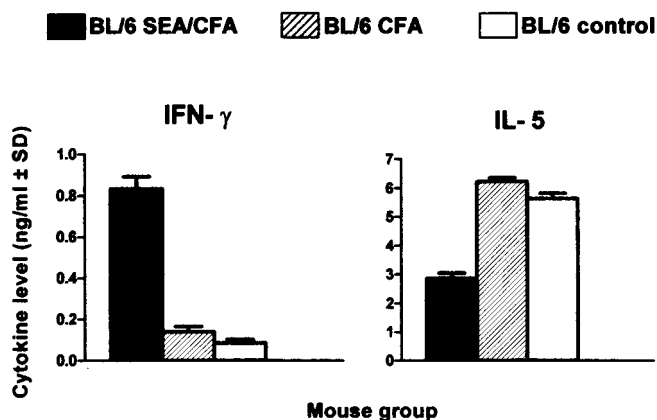 BL/6 SEA/CFA BL/6 CFA BL/6 control
IFN- γ
IL- 5
Cytokine level (ng/ml ± SD)
1.0
0.8
0.6
0.4
0.2
0.0
7
6
5
4
3
2
1
0
Mouse group